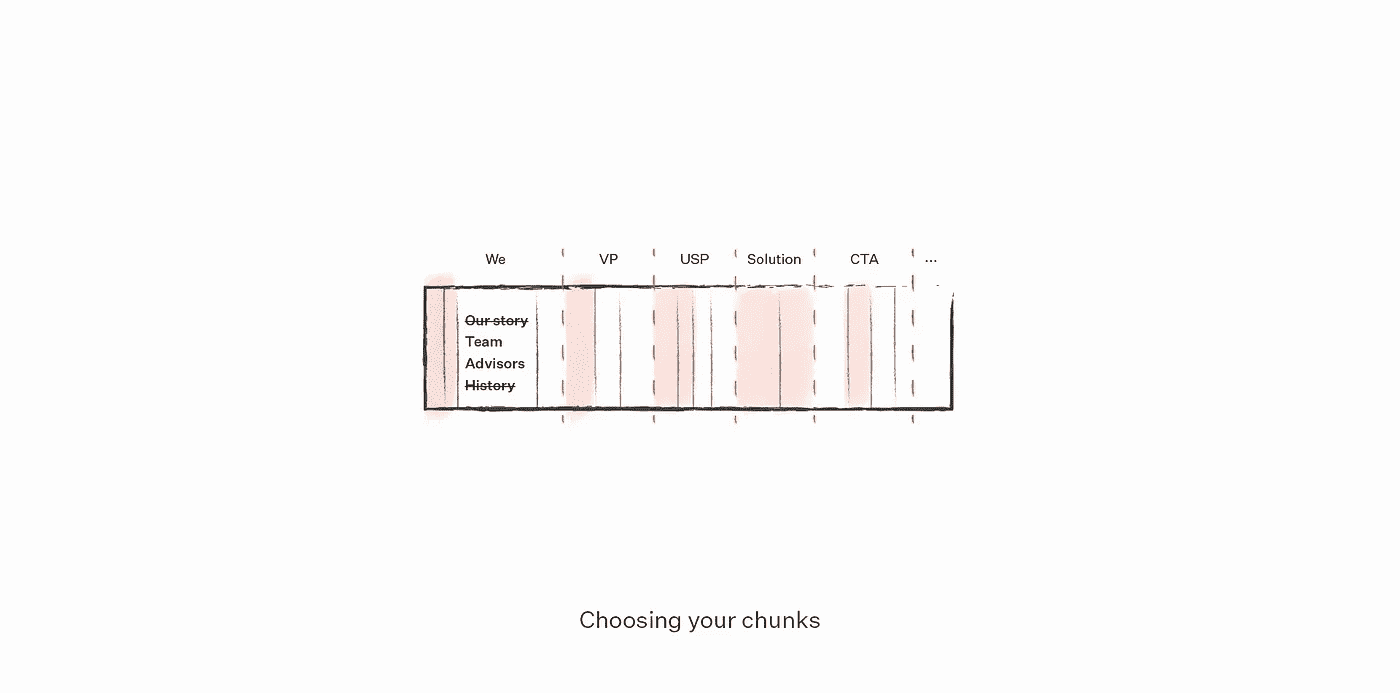 We VP USP Solution CTA ...
Our story
Team
Advisors
History
Choosing your chunks